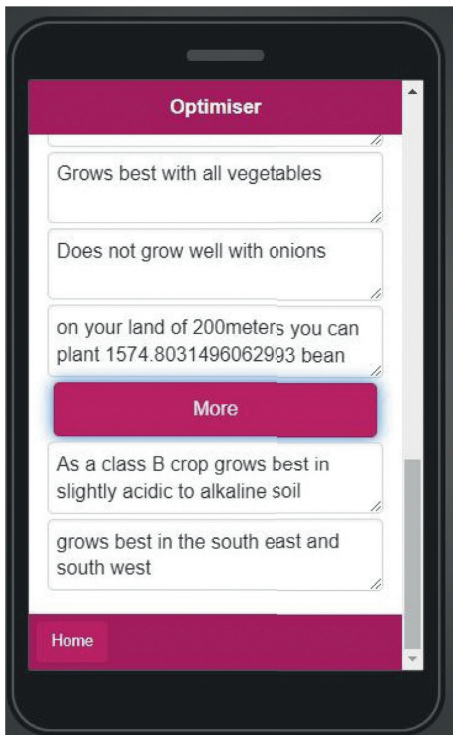 Optimiser
Grows best with all vegetables
Does not grow well with onions
on your land of 200meters you can
plant 1574.8031496062993 bean
More
As a class B crop grows best in
slightly acidic to alkaline soil
grows best in the south east and
south west
Home